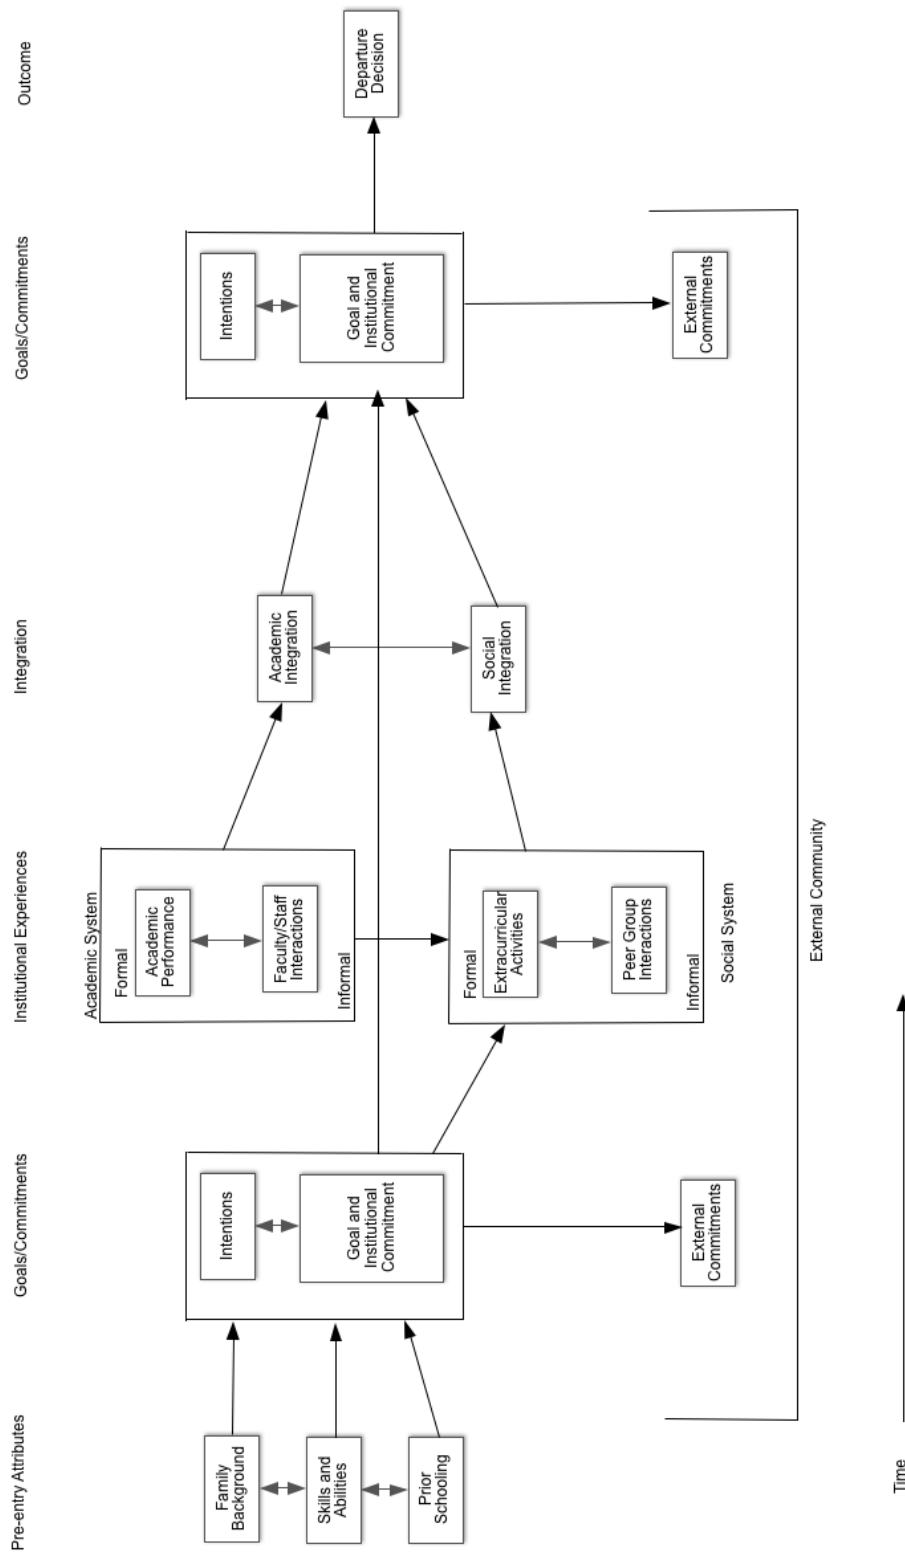 Pre-entry Attributes
Goals/Commitments
Institutional Experiences
Integration
Goals/Commitments
Outcome
Family
Background
Skills and
Abilities
Prior
Schooling
Intentions
Goal and
Institutional
Commitment
External
Commitments
Academic System
Formal
Academic
Performance
Faculty/Staff
Interactions
Informal
Formal
Extracurricular
Activities
Peer Group
Interactions
Informal
Social System
Academic
Integration
Social
Integration
Intentions
Goal and
Institutional
Commitment
External
Commitments
Departure
Decision
External Community
Time